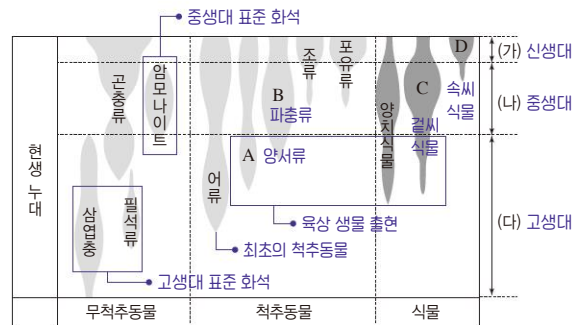 중생대 표준 화석
현생 누대
곤충류
암모나이트
삼엽충
필석류
고생대 표준 화석
어류
A 양서류
B
파충류
조류
포유류
육상 생물 출현
최초의 척추동물
양치식물
C
겉씨
식물
D
속씨
식물
(가) 신생대
(나) 중생대
(다) 고생대
무척추동물
척추동물
식물